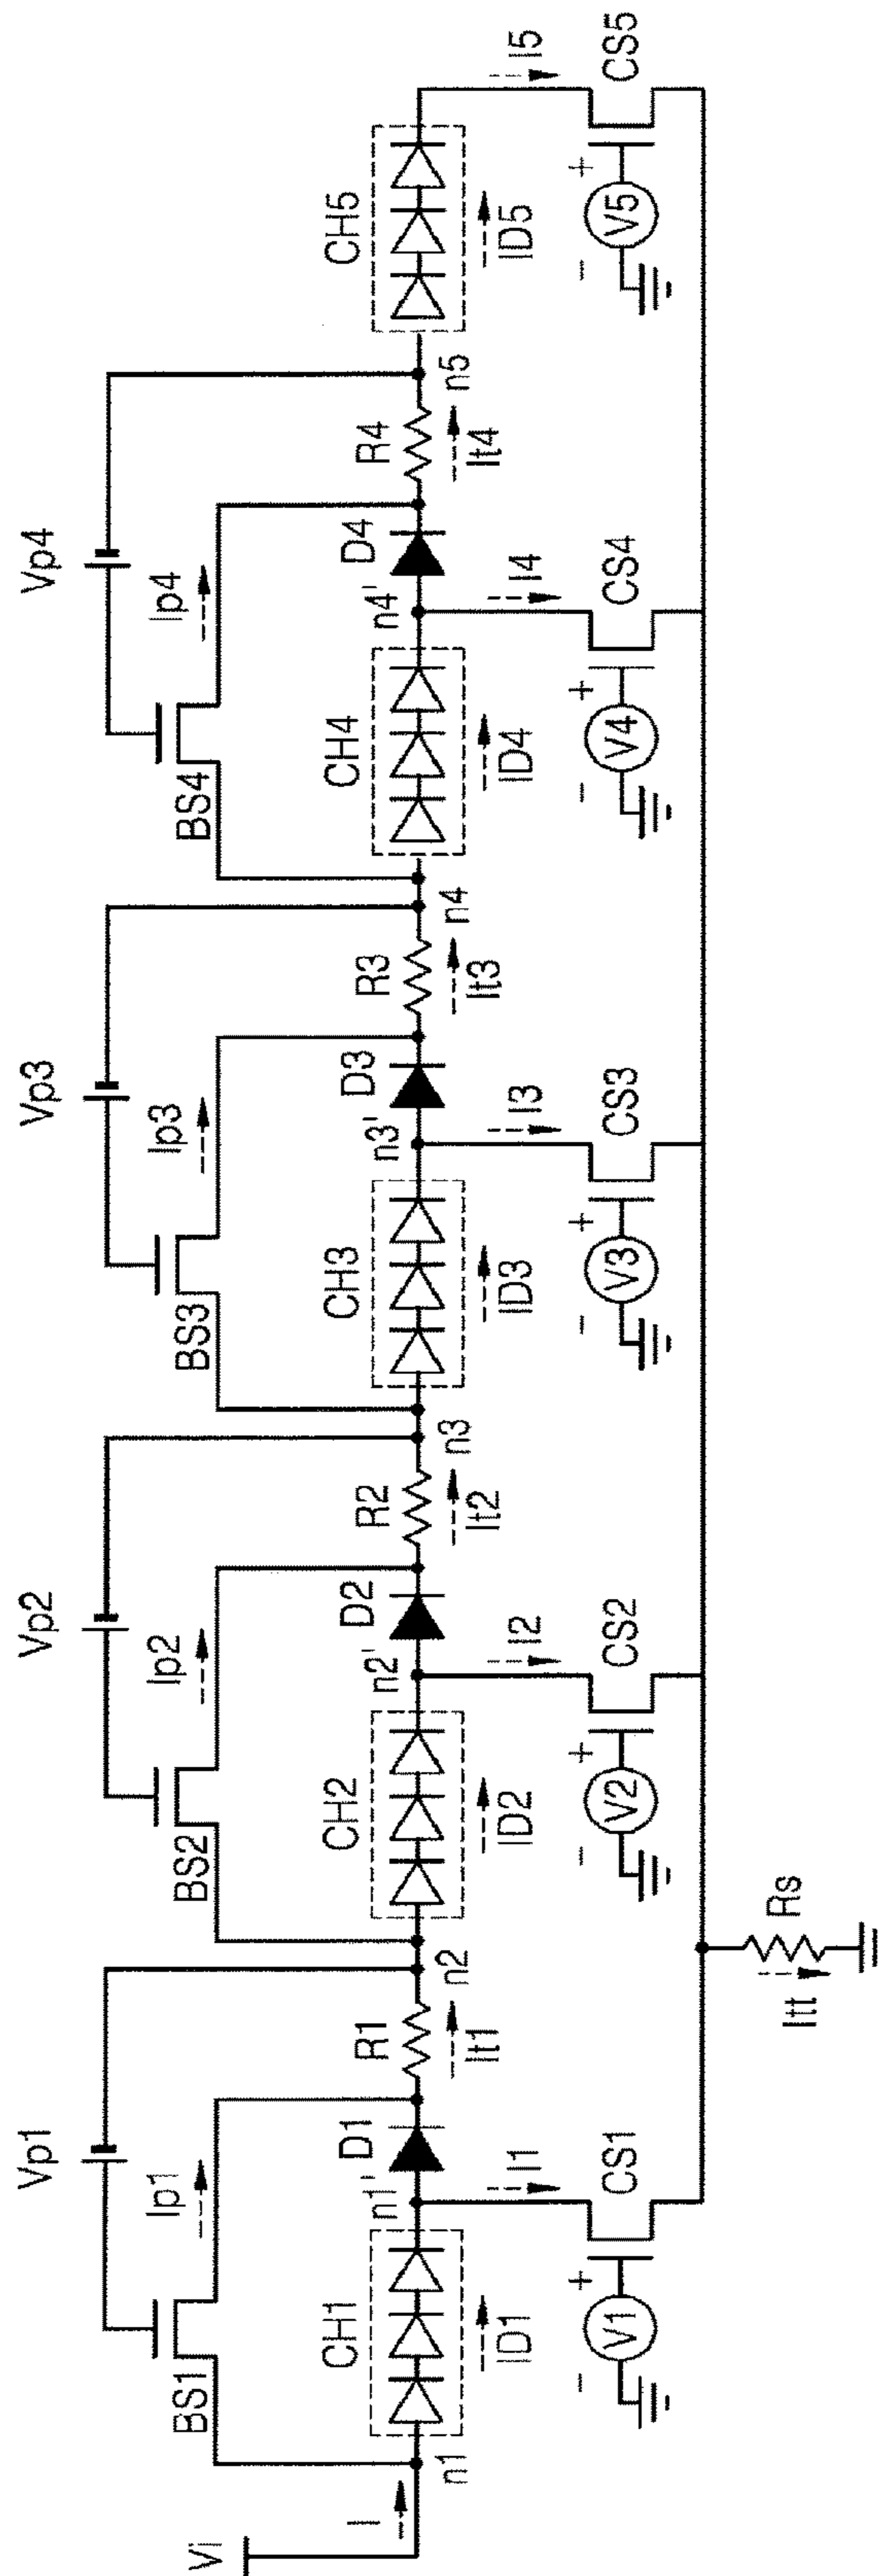 Vi
I
n1
BS1
Vp1
Ip1
CH1
ID1
n1'
D1
R1
It1
I1
V1
+
-
CS1
n2
BS2
Vp2
Ip2
CH2
ID2
n2'
D2
R2
It2
I2
V2
+
-
CS2
Itt
Rs
n3
BS3
Vp3
Ip3
CH3
ID3
n3'
D3
R3
It3
I3
V3
+
-
CS3
n4
BS4
Vp4
Ip4
CH4
ID4
n4'
D4
R4
It4
I4
V4
+
-
CS4
n5
CH5
ID5
I5
V5
+
-
CS5